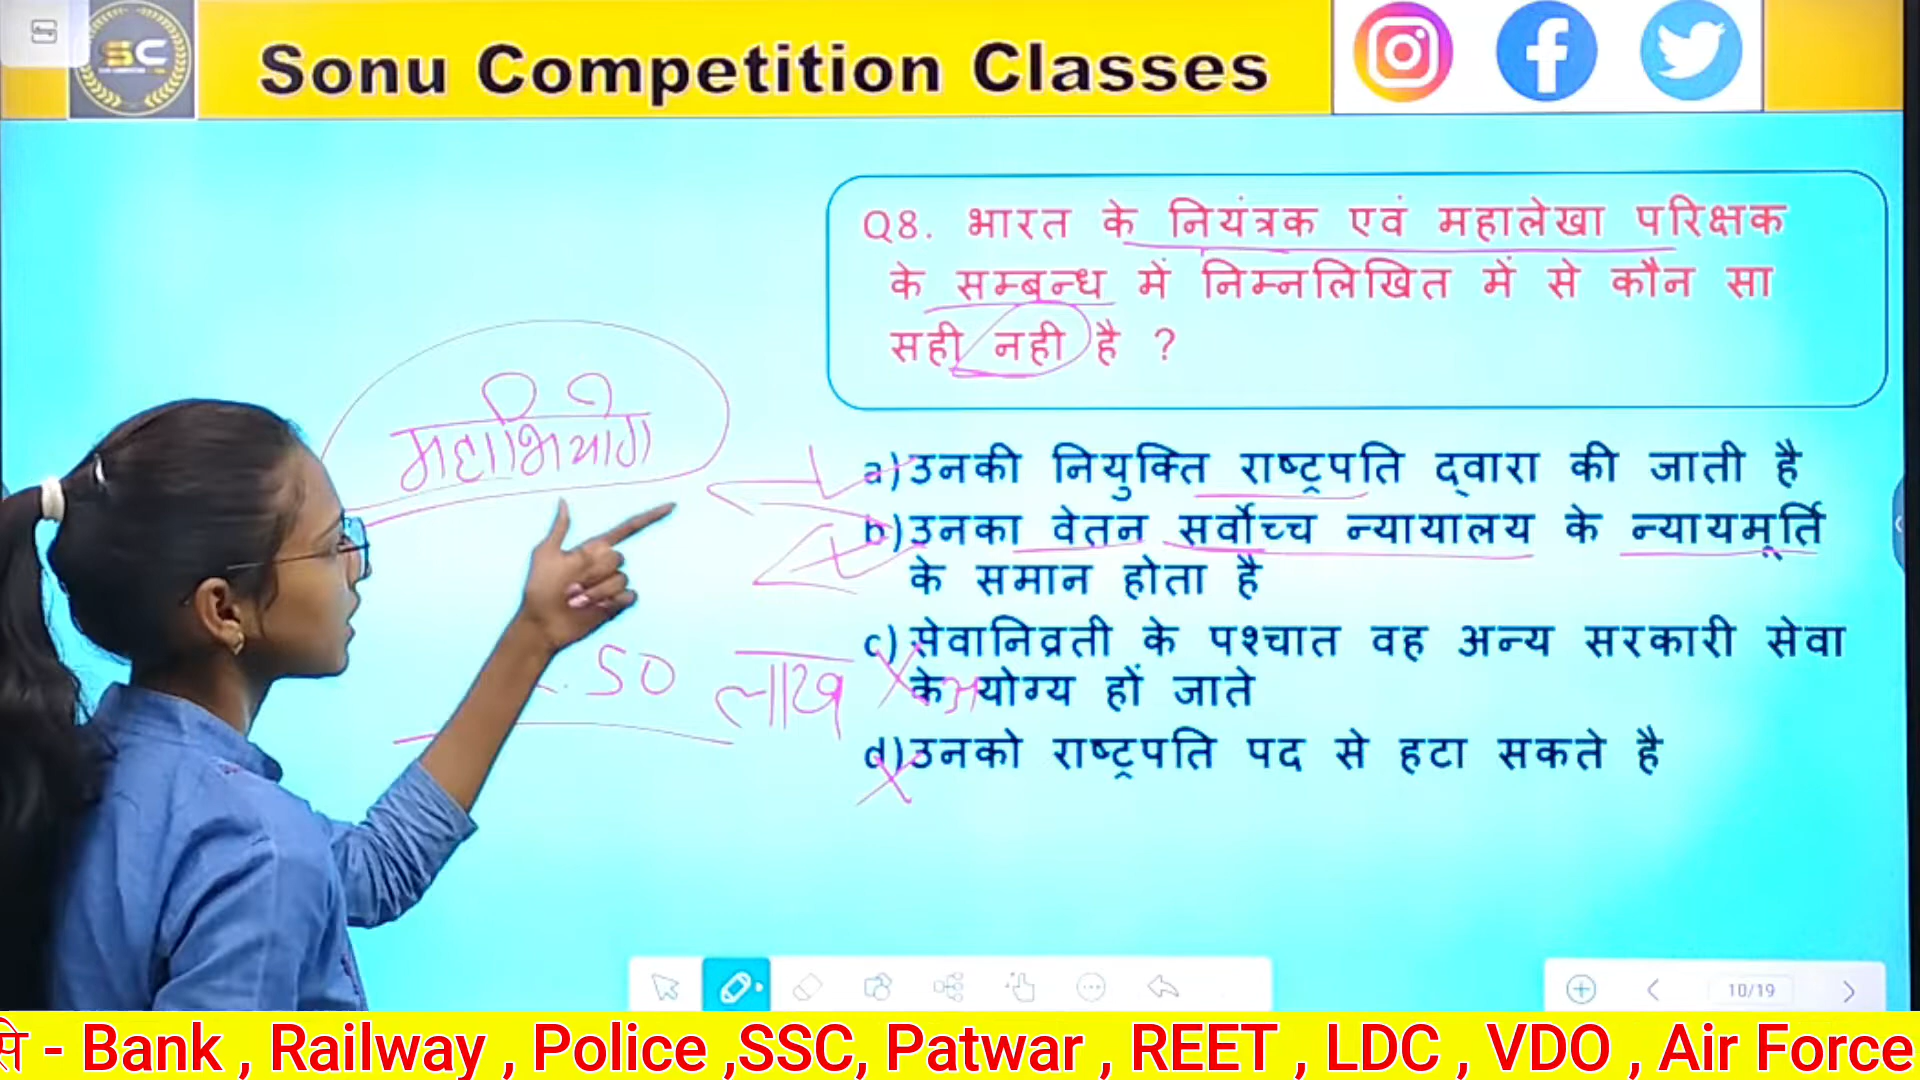 SC
Sonu Competition Classes
Q8. भारत के नियंत्रक एवं महालेखा परिक्षक
के सम्बन्ध में निम्नलिखित में से कौन सा
सही नही है ?
महाभियोग
a)उनकी नियुक्ति राष्ट्रपति द्वारा की जाती है
b)उनका वेतन सर्वोच्च न्यायालय के न्यायमूर्ति
के समान होता है
c)सेवानिव्रती के पश्चात वह अन्य सरकारी सेवा
के अयोग्य हों जाते
.50 लाख
d)उनको राष्ट्रपति पद से हटा सकते है
10/19
से - Bank , Railway , Police ,SSC, Patwar , REET , LDC , VDO , Air Force